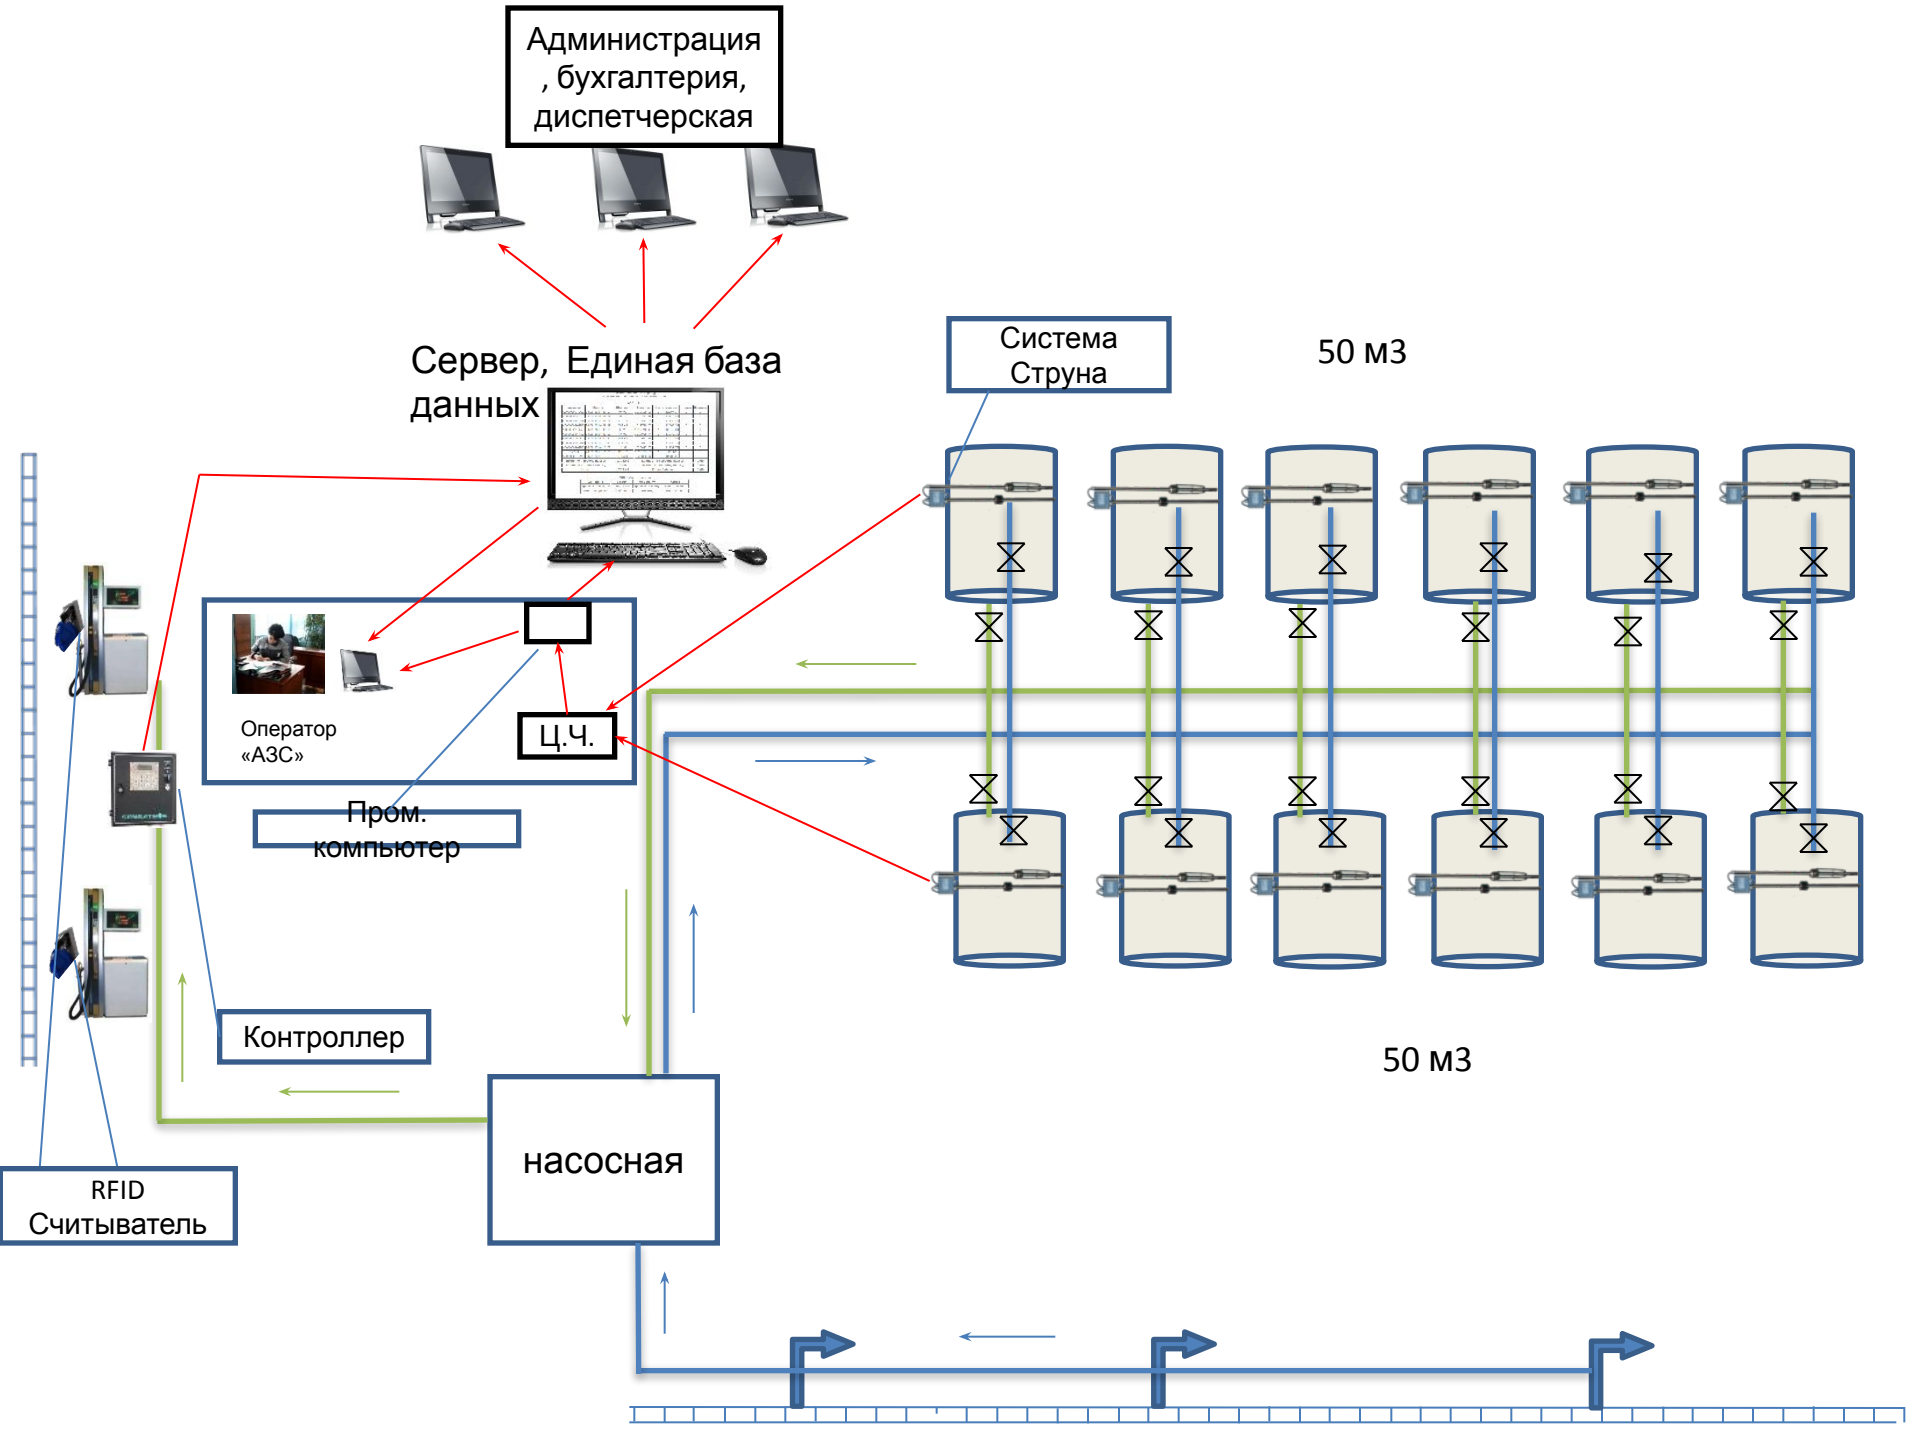 Администрация
, бухгалтерия,
диспетчерская
Сервер, Единая база
данных
Система
Струна
50 м3
Оператор
«АЗС»
Ц.Ч.
Пром.
компьютер
Контроллер
50 м3
насосная
RFID
Считыватель